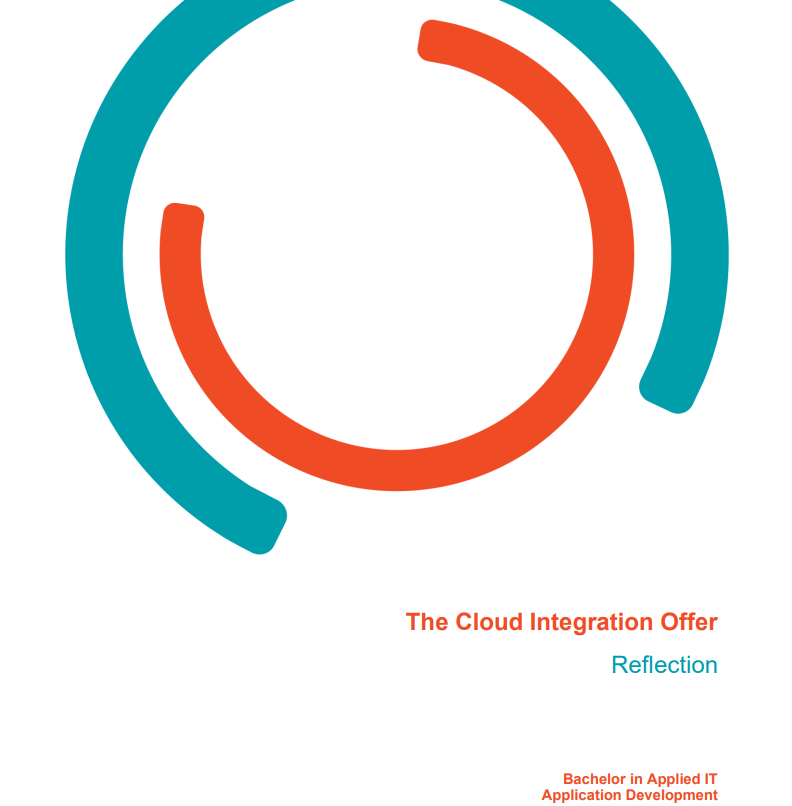 The Cloud Integration Offer
Reflection
Bachelor in Applied IT
Application Development